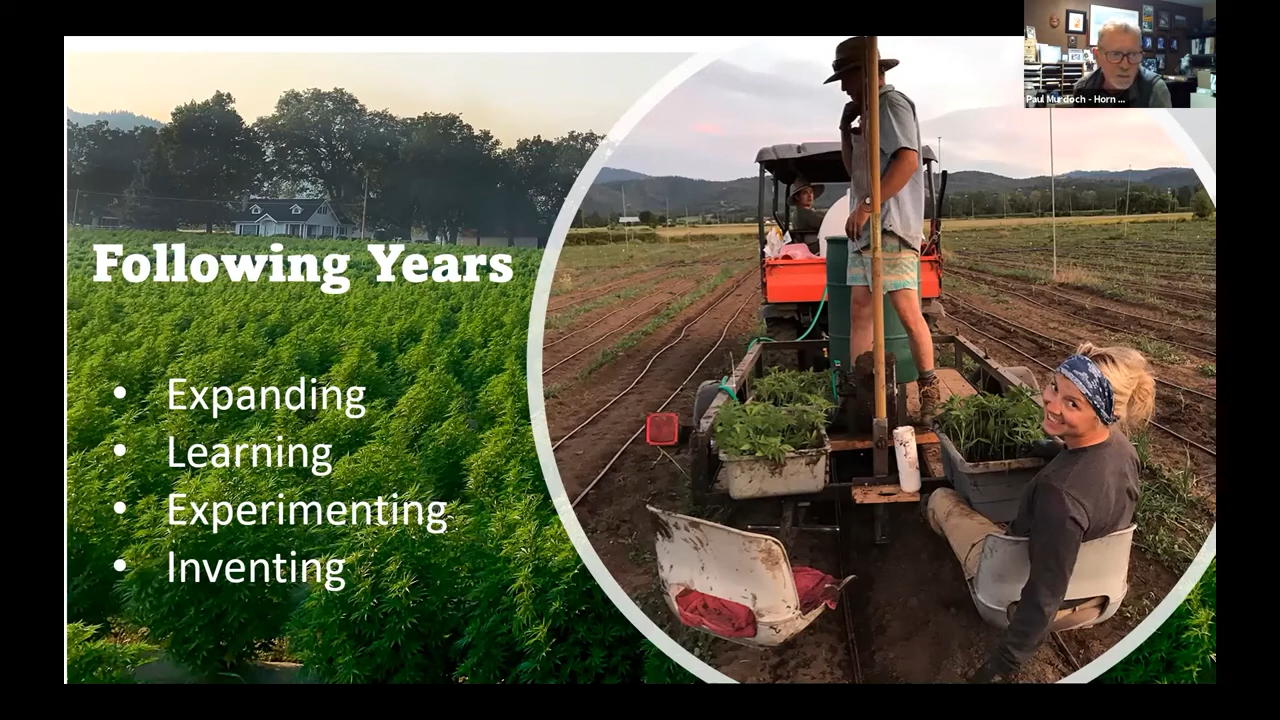 Paul Murdoch - Horn ...
Following Years
• Expanding
• Learning
• Experimenting
• Inventing